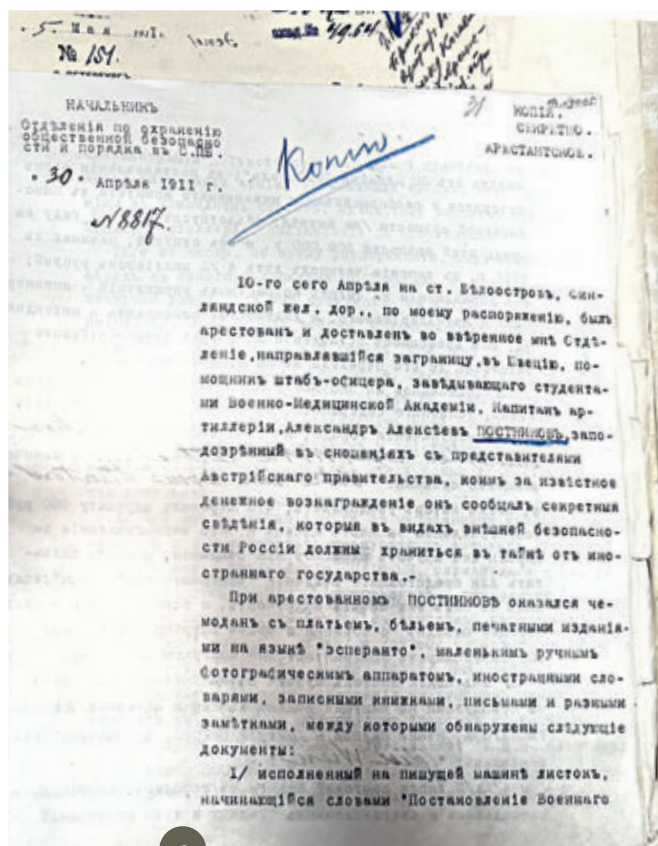 5. Мая
№ 151.
НАЧАЛЬНИКЪ
Отдѣленія по охраненію
общественной безопасно
сти и порядка въ С.ПБ.
30. Апрѣля 1911 г.
№ 8817.
31
КОПІЯ.
СЕКРЕТНО.
АРЕСТАНТСКОЕ.
Копію.
10-го сего Апрѣля на ст. Бѣлоостровъ, Фин-
ляндской жел. дор., по моему распоряженію, былъ
арестованъ и доставленъ во ввѣренное мнѣ Отдѣ-
леніе, направлявшійся заграницу, въ Швецію, по-
мощникъ штабъ-офицера, завѣдывающаго студента-
ми Военно-Медицинской Академіи, Капитанъ ар-
тиллеріи, Александръ Алексѣевъ ПОСТНИКОВЪ, запо-
дозрѣнный въ сношеніяхъ съ представителями
Австрійскаго правительства, коимъ за извѣстное
денежное вознагражденіе онъ сообщалъ секретныя
свѣдѣнія, которыя въ видахъ внѣшней безопасно-
сти Россіи должны храниться въ тайнѣ отъ ино-
страннаго государства.-
При арестованномъ ПОСТНИКОВѢ оказался че-
моданъ съ платьемъ, бѣльемъ, печатными изданія-
ми на языкѣ "эсперанто", маленькимъ ручнымъ
фотографическимъ аппаратомъ, иностранными сло-
варями, записными книжками, письмами и разными
замѣтками, между которыми обнаружены слѣдующіе
документы:
I/ исполненный на пишущей машинѣ листокъ,
начинающійся словами "Постановленіе Военнаго